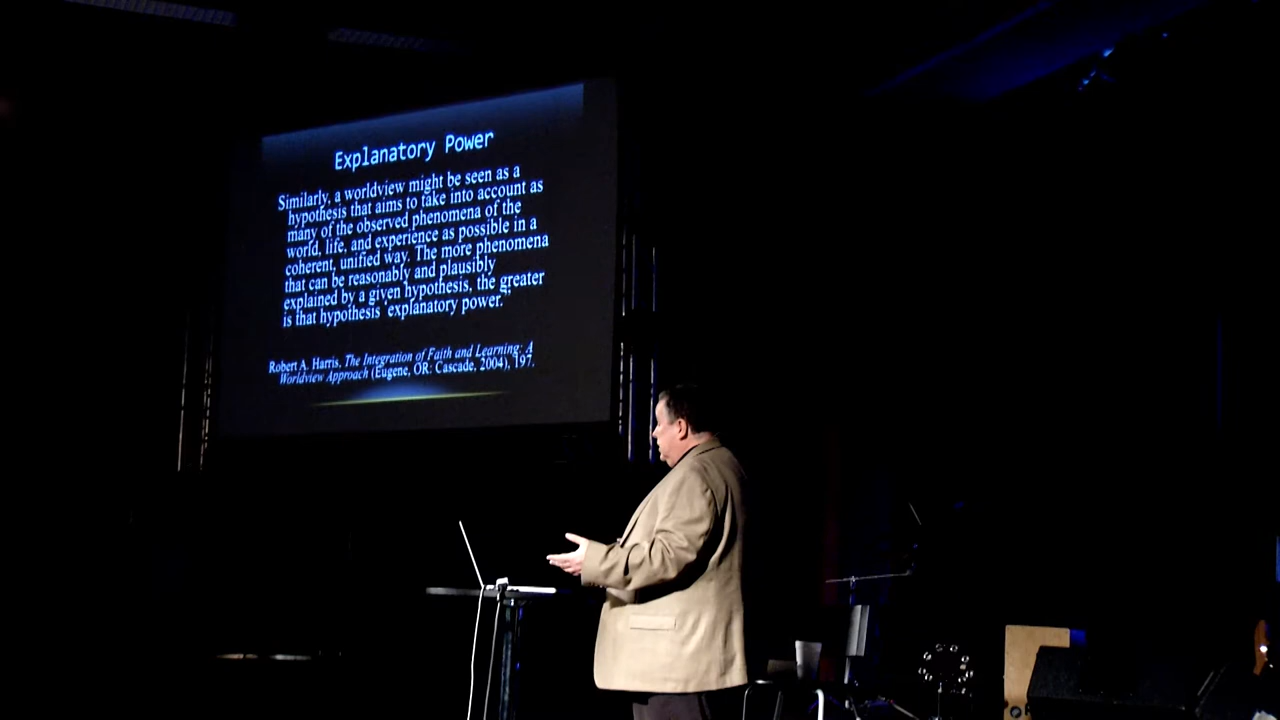 Explanatory Power
Similarly, a worldview might be seen as a
hypothesis that aims to take into account as
many of the observed phenomena of the
world, life, and experience as possible in a
coherent, unified way. The more phenomena
that can be reasonably and plausibly
explained by a given hypothesis, the greater
is that hypothesis' explanatory power."
Robert A. Harris, The Integration of Faith and Learning: A
Worldview Approach (Eugene, OR: Cascade, 2004), 197.